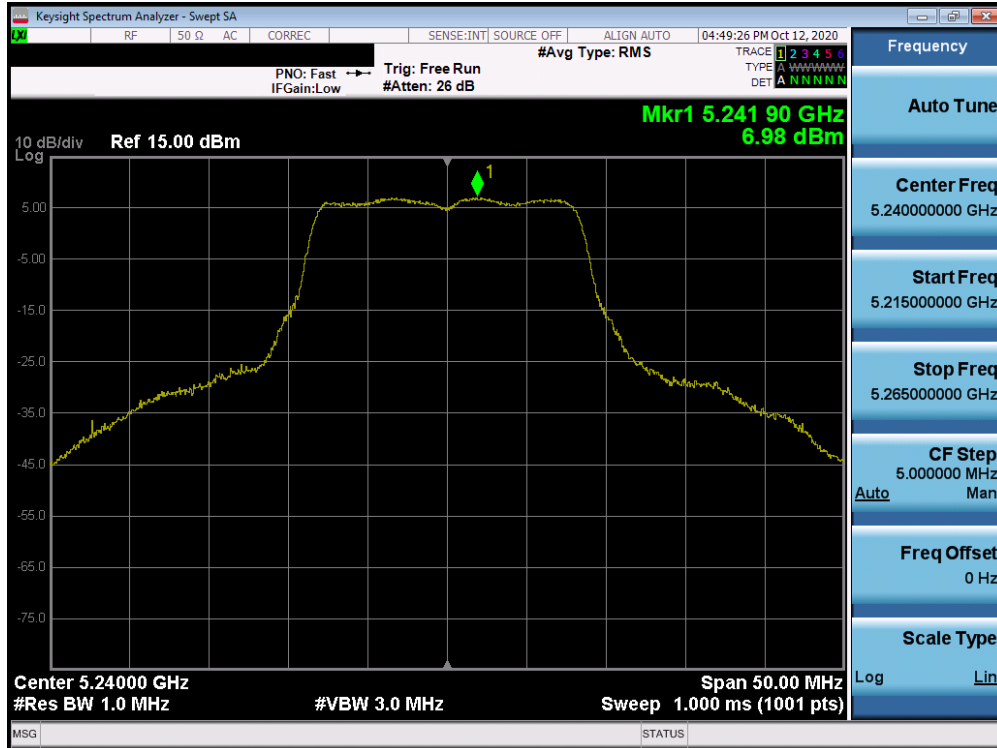 Keysight Spectrum Analyzer - Swept SA
LXI RF 50 Ω AC CORREC SENSE:INT SOURCE OFF ALIGN AUTO 04:49:26 PM Oct 12, 2020
#Avg Type: RMS
TRACE 1 2 3 4 5 6
TYPE A WWWWW
DET A N N N N N
PNO: Fast
IFGain:Low
Trig: Free Run
#Atten: 26 dB
Mkr1 5.241 90 GHz
6.98 dBm
10 dB/div
Log
Ref 15.00 dBm
1
5.00
-5.00
-15.0
-25.0
-35.0
-45.0
-55.0
-65.0
-75.0
Center 5.24000 GHz
Span 50.00 MHz
#Res BW 1.0 MHz
#VBW 3.0 MHz
Sweep 1.000 ms (1001 pts)
MSG
STATUS
Frequency
Auto Tune
Center Freq
5.240000000 GHz
Start Freq
5.215000000 GHz
Stop Freq
5.265000000 GHz
CF Step
5.000000 MHz
Auto Man
Freq Offset
0 Hz
Scale Type
Log Lin